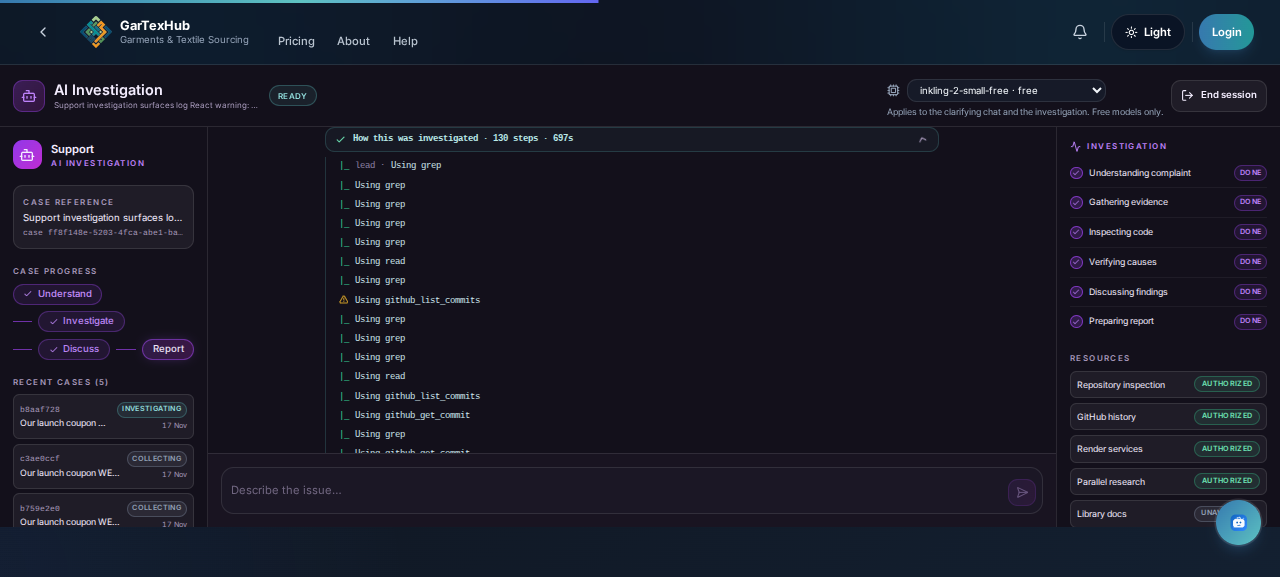 GarTexHub
Garments & Textile Sourcing
Pricing
About
Help
Light
Login
AI Investigation
Support investigation surfaces log React warning: ...
READY
inkling-2-small-free · free
Applies to the clarifying chat and the investigation. Free models only.
End session
Support
AI INVESTIGATION
CASE REFERENCE
Support investigation surfaces lo...
case ff8f148e-5203-4fca-abe1-ba...
CASE PROGRESS
Understand
Investigate
Discuss
Report
RECENT CASES (5)
b8aaf728
INVESTIGATING
Our launch coupon ...
17 Nov
c3ae0ccf
COLLECTING
Our launch coupon WE...
17 Nov
b759e2e0
COLLECTING
Our launch coupon WE...
17 Nov
How this was investigated · 130 steps · 697s
|_ lead · Using grep
|_ Using grep
|_ Using grep
|_ Using grep
|_ Using grep
|_ Using read
|_ Using grep
Using github_list_commits
|_ Using grep
|_ Using grep
|_ Using grep
|_ Using read
|_ Using github_list_commits
|_ Using github_get_commit
|_ Using grep
|_ Using github_get_commit
Describe the issue...
INVESTIGATION
Understanding complaint
DONE
Gathering evidence
DONE
Inspecting code
DONE
Verifying causes
DONE
Discussing findings
DONE
Preparing report
DONE
RESOURCES
Repository inspection
AUTHORIZED
GitHub history
AUTHORIZED
Render services
AUTHORIZED
Parallel research
AUTHORIZED
Library docs